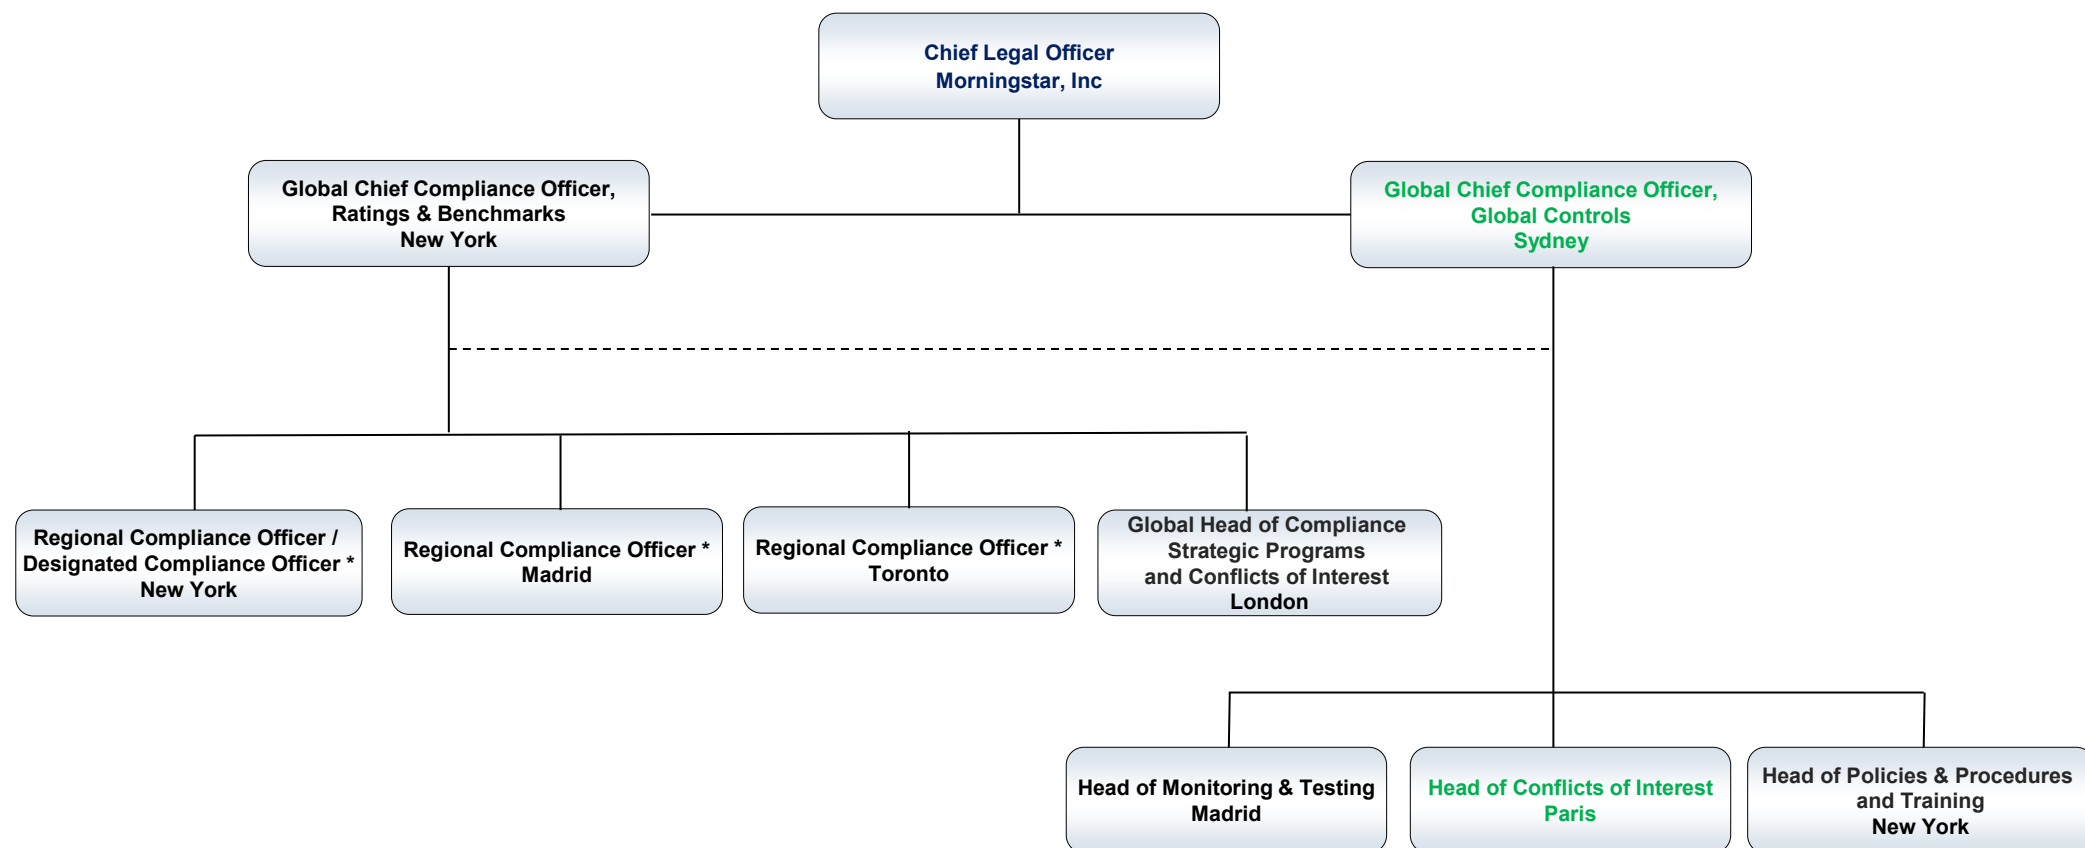 Chief Legal Officer
Morningstar, Inc
Global Chief Compliance Officer,
Ratings & Benchmarks
New York
Global Chief Compliance Officer,
Global Controls
Sydney
Regional Compliance Officer /
Designated Compliance Officer *
New York
Regional Compliance Officer *
Madrid
Regional Compliance Officer *
Toronto
Global Head of Compliance
Strategic Programs
and Conflicts of Interest
London
Head of Monitoring & Testing
Madrid
Head of Conflicts of Interest
Paris
Head of Policies & Procedures
and Training
New York